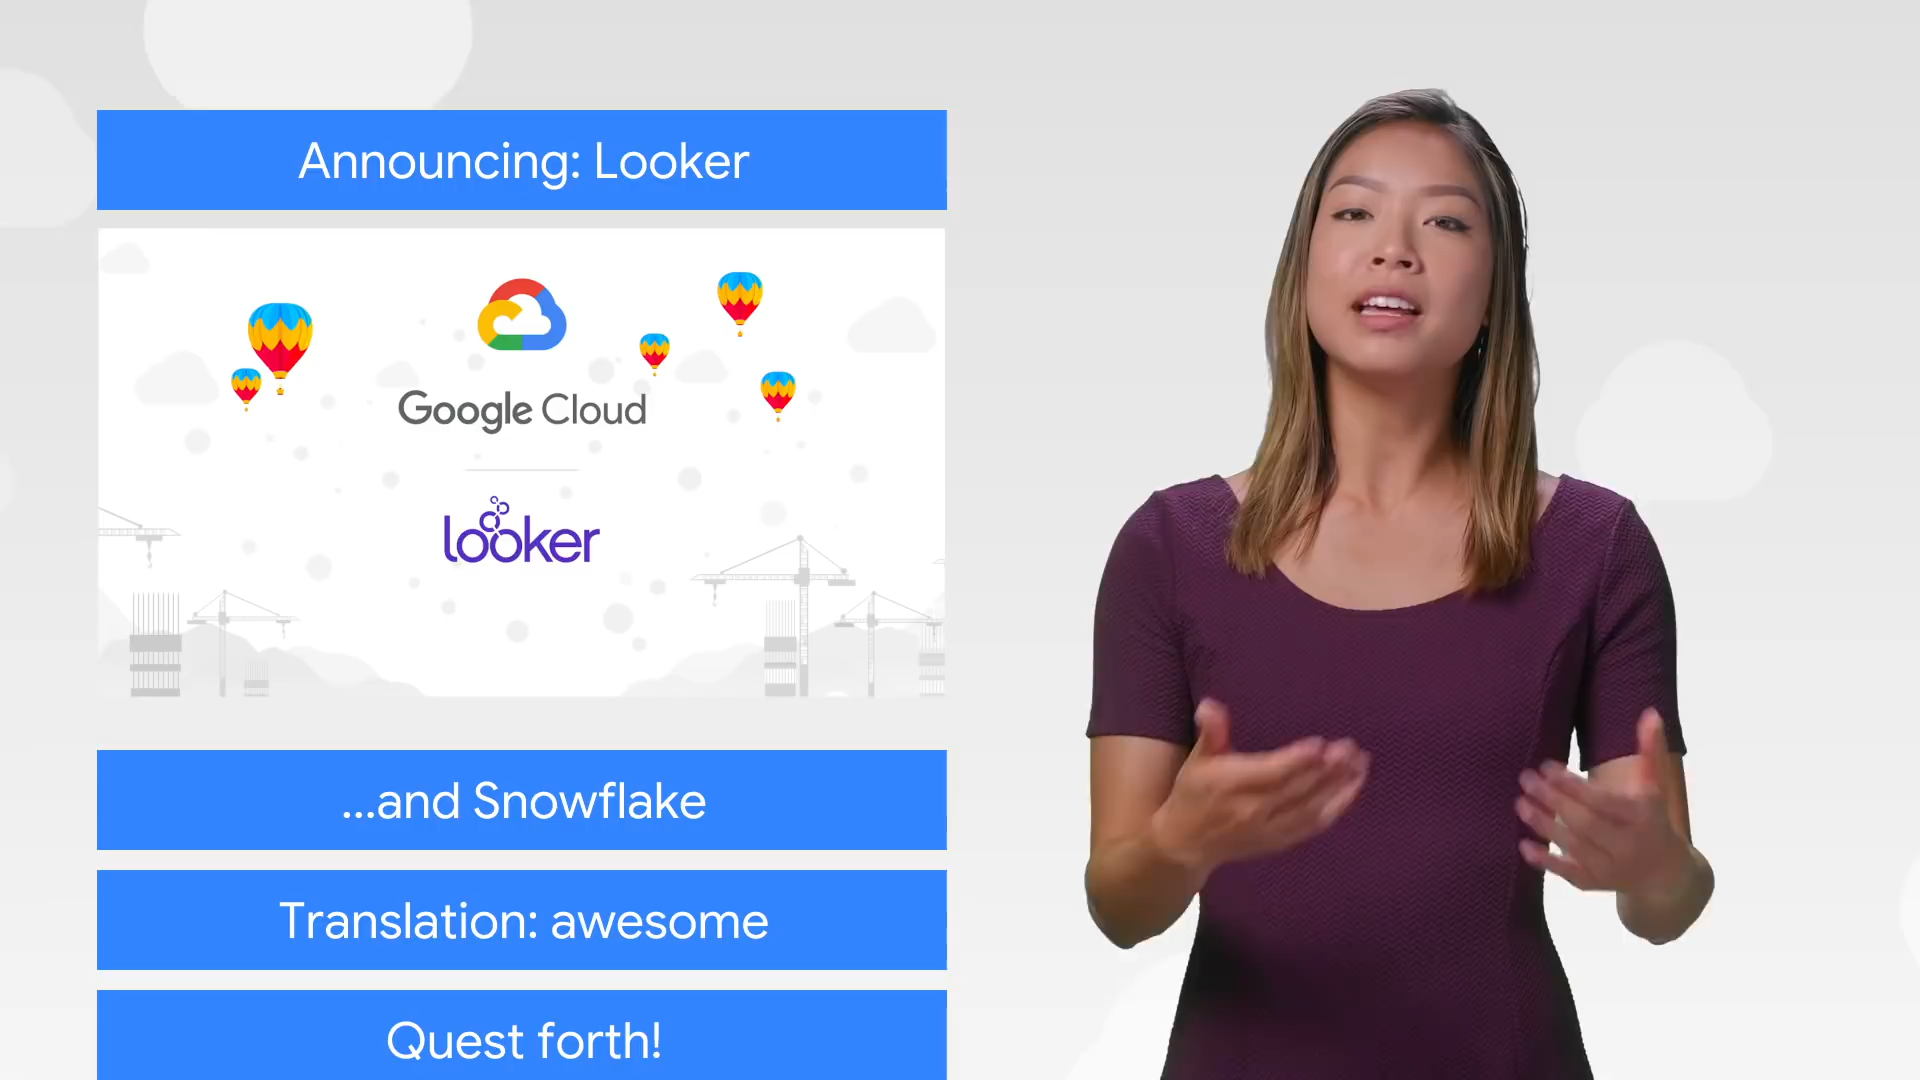 Announcing: Looker
Google Cloud
looker
...and Snowflake
Translation: awesome
Quest forth!